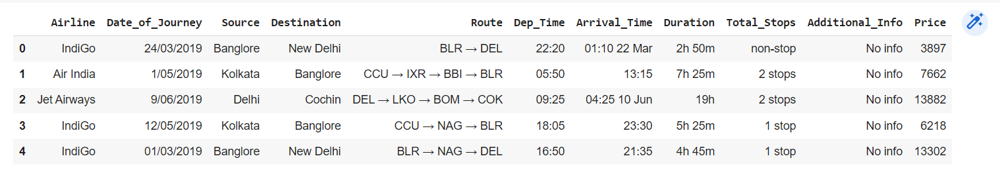 Airline Date_of_Journey Source Destination Route Dep_Time Arrival_Time Duration Total_Stops Additional_Info Price
0 IndiGo 24/03/2019 Banglore New Delhi BLR → DEL 22:20 01:10 22 Mar 2h 50m non-stop No info 3897
1 Air India 1/05/2019 Kolkata Banglore CCU → IXR → BBI → BLR 05:50 13:15 7h 25m 2 stops No info 7662
2 Jet Airways 9/06/2019 Delhi Cochin DEL → LKO → BOM → COK 09:25 04:25 10 Jun 19h 2 stops No info 13882
3 IndiGo 12/05/2019 Kolkata Banglore CCU → NAG → BLR 18:05 23:30 5h 25m 1 stop No info 6218
4 IndiGo 01/03/2019 Banglore New Delhi BLR → NAG → DEL 16:50 21:35 4h 45m 1 stop No info 13302